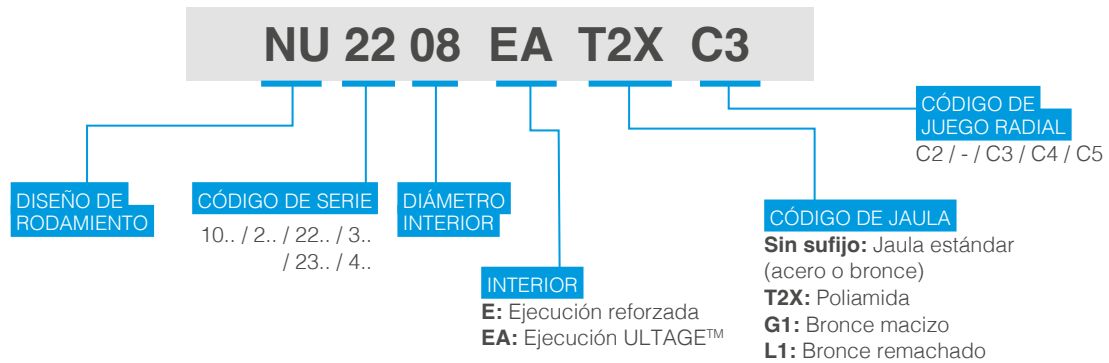 NU 22 08 EA T2X C3
DISEÑO DE
RODAMIENTO
CÓDIGO DE SERIE
10.. / 2.. / 22.. / 3..
/ 23.. / 4..
DIÁMETRO
INTERIOR
INTERIOR
E: Ejecución reforzada
EA: Ejecución ULTAGE™
CÓDIGO DE JAULA
Sin sufijo: Jaula estándar
(acero o bronce)
T2X: Poliamida
G1: Bronce macizo
L1: Bronce remachado
CÓDIGO DE
JUEGO RADIAL
C2 / - / C3 / C4 / C5